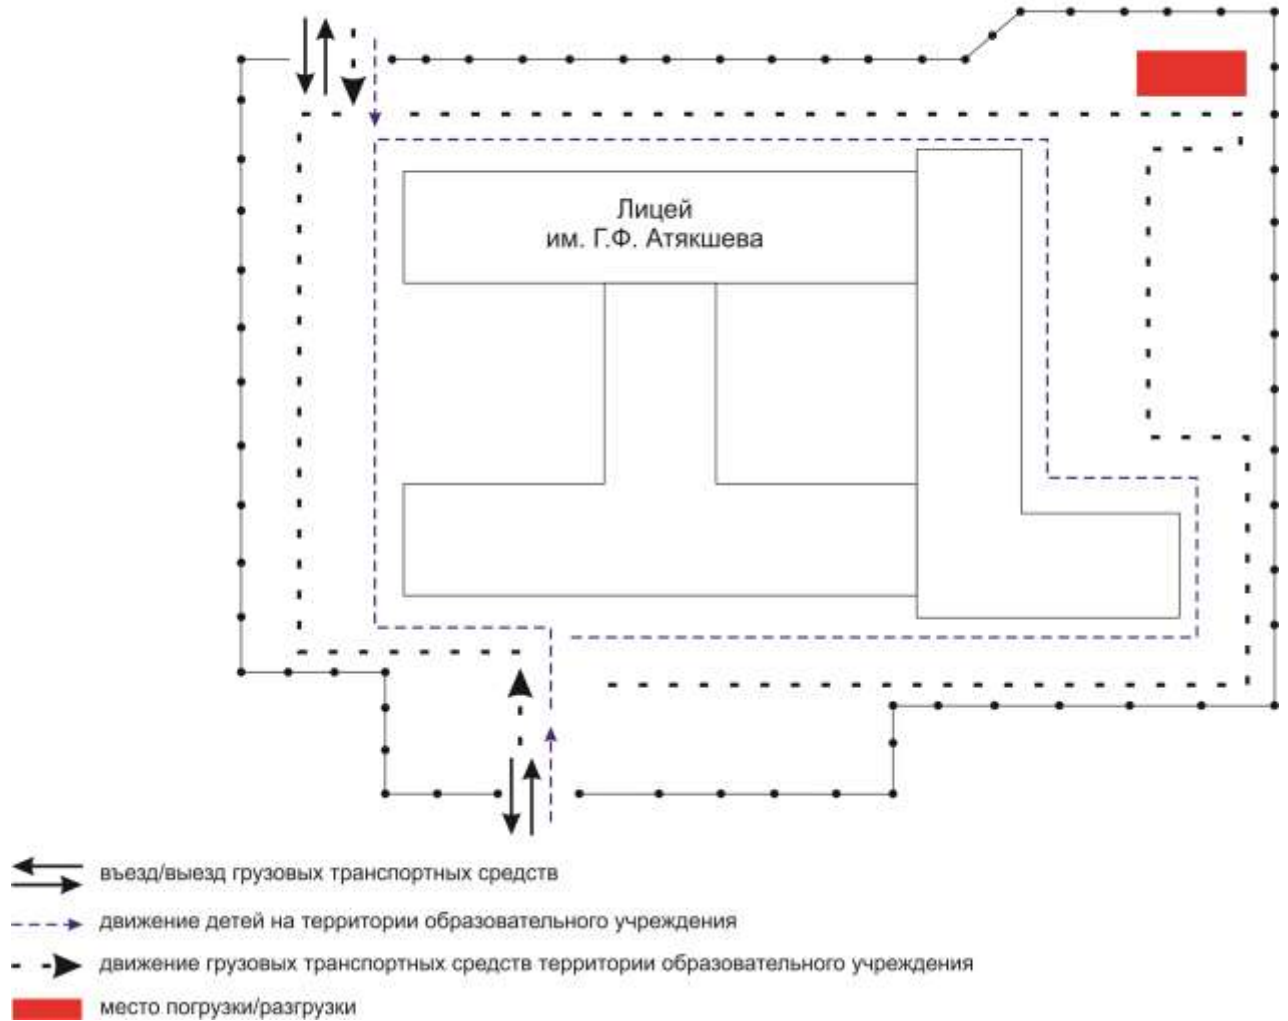 Лицей
им. Г.Ф. Атякшева
въезд/выезд грузовых транспортных средств
движение детей на территории образовательного учреждения
движение грузовых транспортных средств территории образовательного учреждения
место погрузки/разгрузки